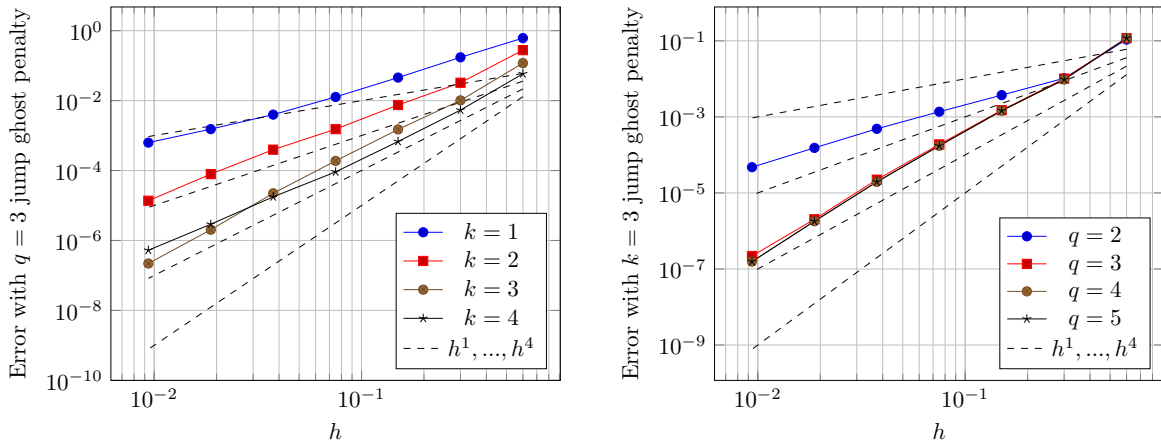 Error with q = 3 jump ghost penalty
10^0
10^−2
10^−4
10^−6
10^−8
10^−10
10^−2
10^−1
h
k = 1
k = 2
k = 3
k = 4
h^1, ..., h^4
Error with k = 3 jump ghost penalty
10^−1
10^−3
10^−5
10^−7
10^−9
10^−2
10^−1
h
q = 2
q = 3
q = 4
q = 5
h^1, ..., h^4